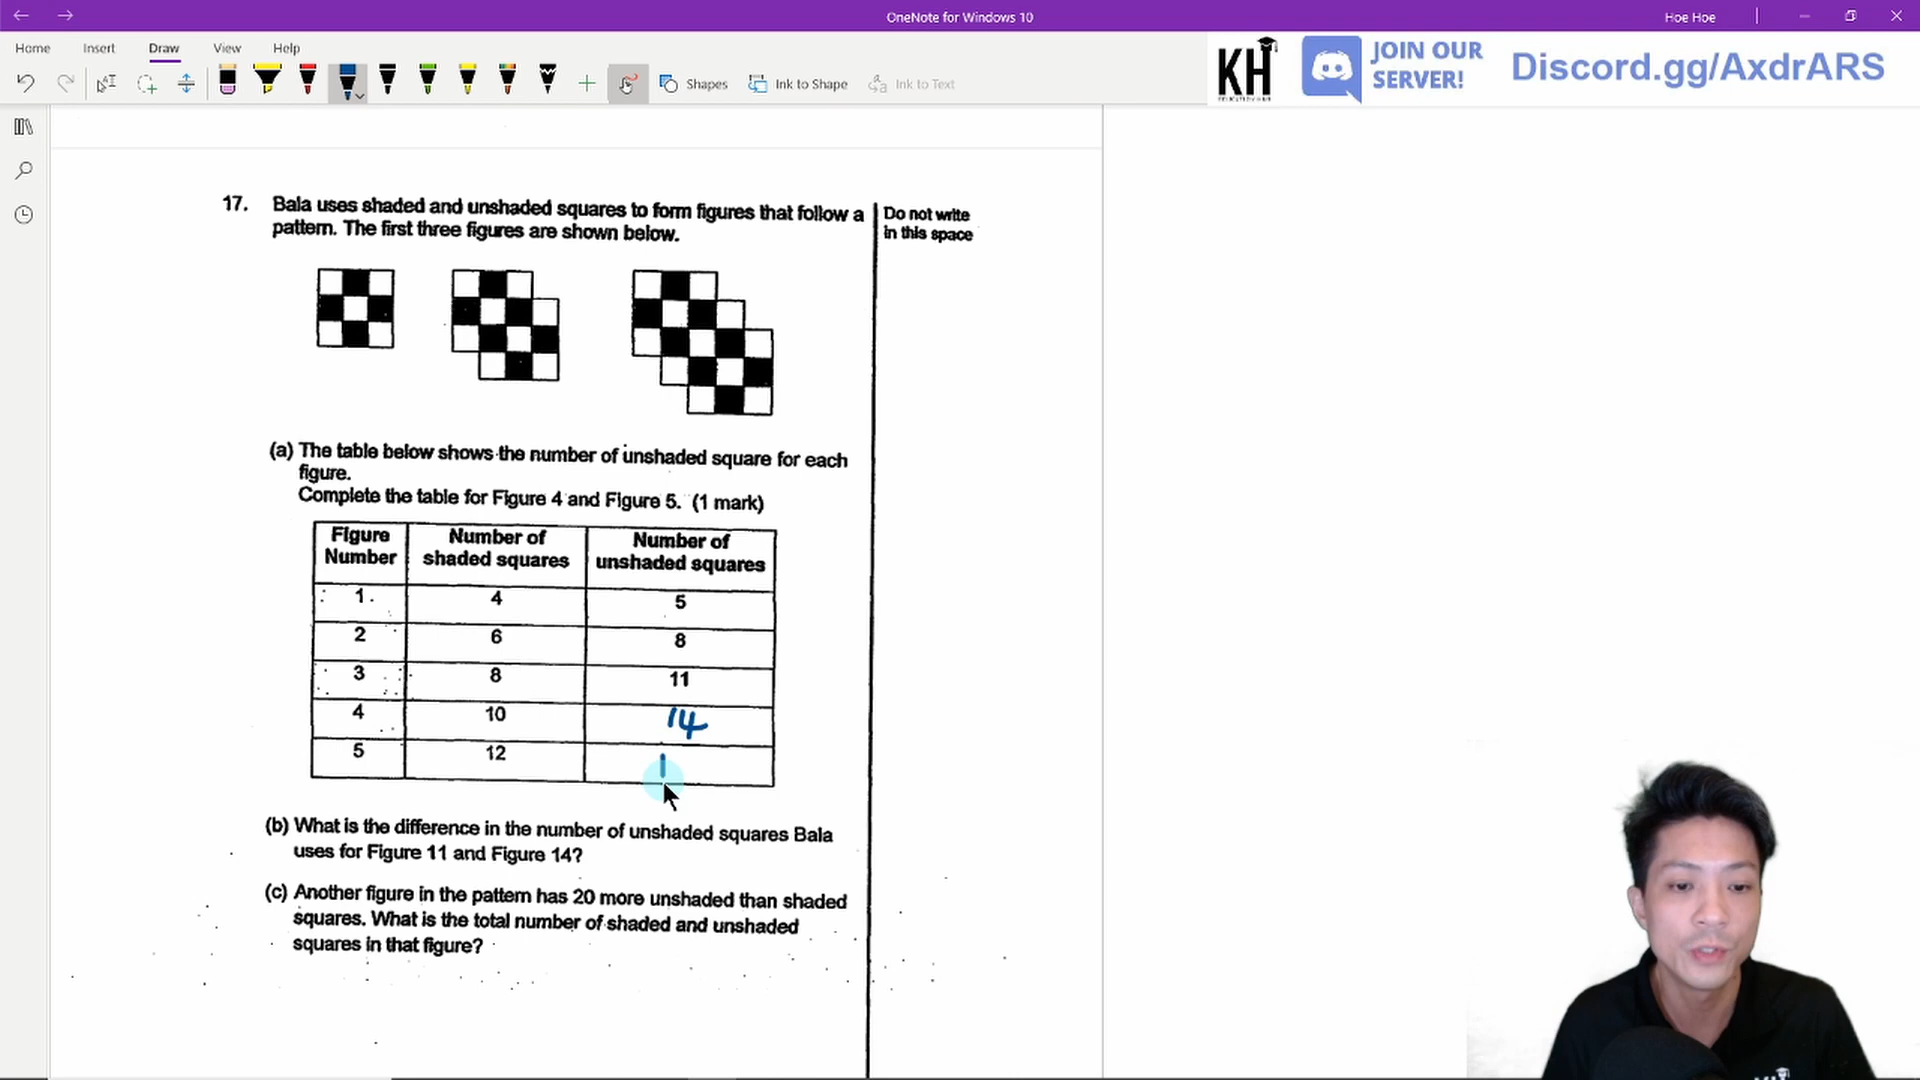 OneNote for Windows 10
Hoe Hoe
Home Insert Draw View Help
Shapes
Ink to Shape
Ink to Text
KH
JOIN OUR
SERVER!
Discord.gg/AxdrARS
17. Bala uses shaded and unshaded squares to form figures that follow a
pattern. The first three figures are shown below.
Do not write
in this space
(a) The table below shows the number of unshaded square for each
figure.
Complete the table for Figure 4 and Figure 5. (1 mark)
Figure Number | Number of shaded squares | Number of unshaded squares
1 | 4 | 5
2 | 6 | 8
3 | 8 | 11
4 | 10 | 14
5 | 12 | 1
(b) What is the difference in the number of unshaded squares Bala
uses for Figure 11 and Figure 14?
(c) Another figure in the pattern has 20 more unshaded than shaded
squares. What is the total number of shaded and unshaded
squares in that figure?